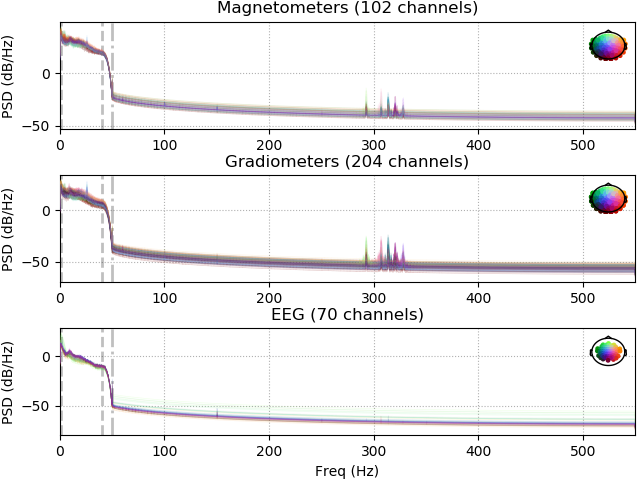 Magnetometers (102 channels)
PSD (dB/Hz)
0
−50
0 100 200 300 400 500
Gradiometers (204 channels)
PSD (dB/Hz)
0
−50
0 100 200 300 400 500
EEG (70 channels)
PSD (dB/Hz)
0
−50
0 100 200 300 400 500
Freq (Hz)